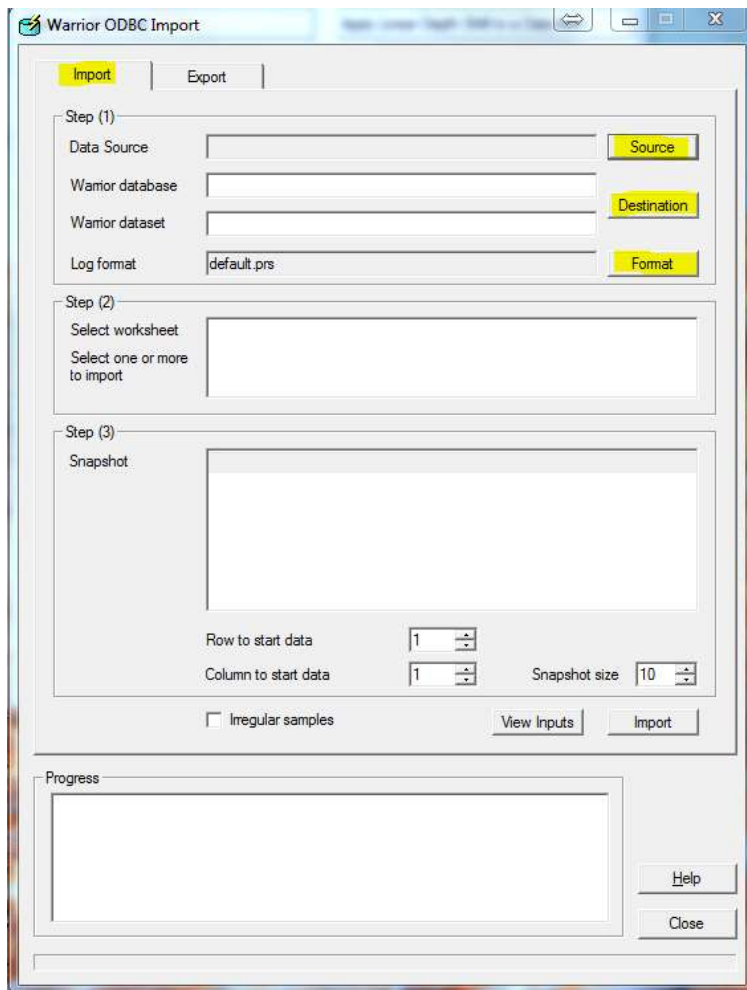 Warrior ODBC Import
Import Export
Step (1)
Data Source Source
Warrior database
Destination
Warrior dataset
Log format default.prs Format
Step (2)
Select worksheet
Select one or more
to import
Step (3)
Snapshot
Row to start data 1
Column to start data 1 Snapshot size 10
Irregular samples View Inputs Import
Progress
Help
Close